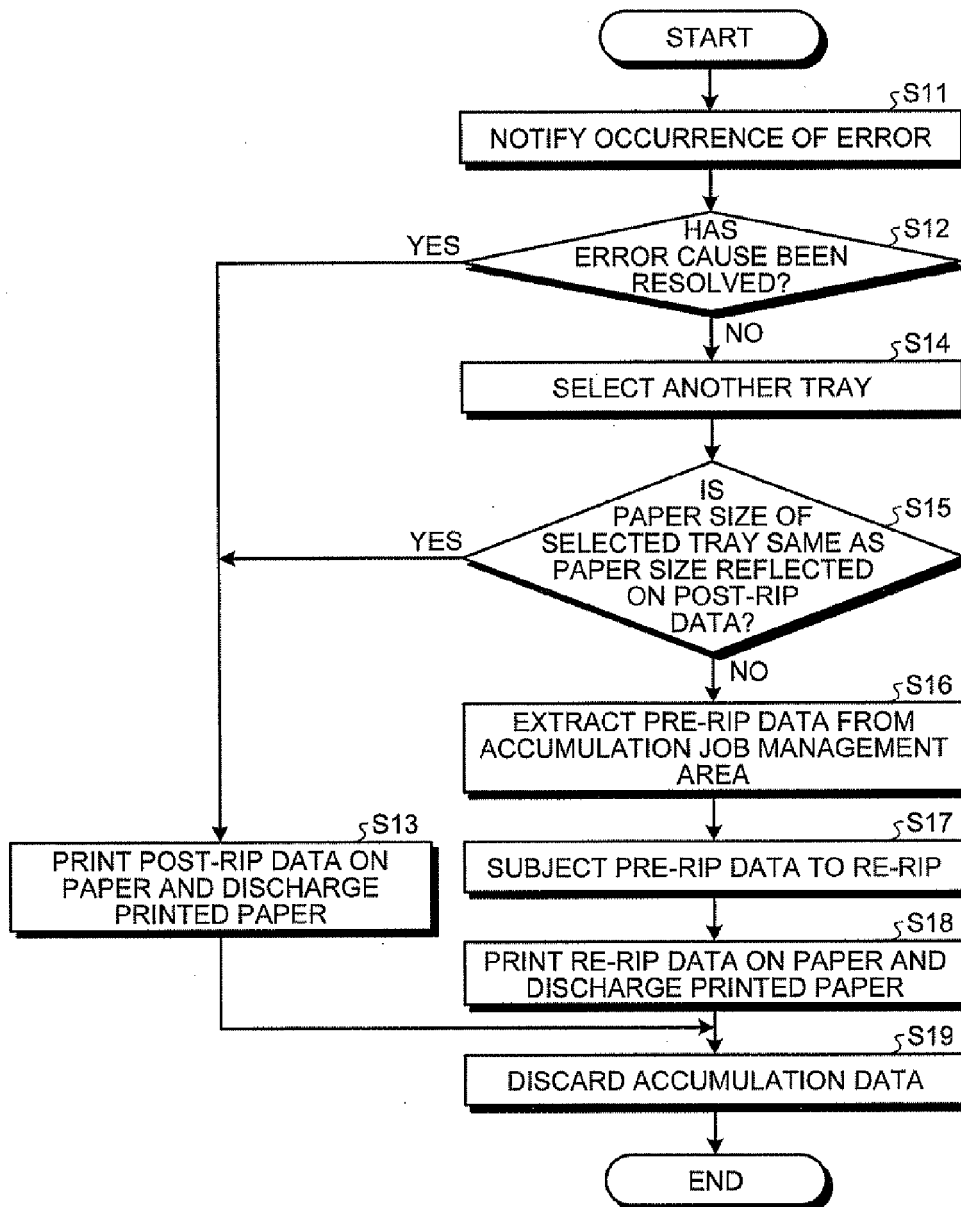 START
S11
NOTIFY OCCURRENCE OF ERROR
S12
HAS
ERROR CAUSE BEEN
RESOLVED?
YES
NO
S14
SELECT ANOTHER TRAY
S15
IS
PAPER SIZE OF
SELECTED TRAY SAME AS
PAPER SIZE REFLECTED
ON POST-RIP
DATA?
YES
NO
S16
EXTRACT PRE-RIP DATA FROM
ACCUMULATION JOB MANAGEMENT
AREA
S13
PRINT POST-RIP DATA ON
PAPER AND DISCHARGE
PRINTED PAPER
S17
SUBJECT PRE-RIP DATA TO RE-RIP
S18
PRINT RE-RIP DATA ON PAPER AND
DISCHARGE PRINTED PAPER
S19
DISCARD ACCUMULATION DATA
END